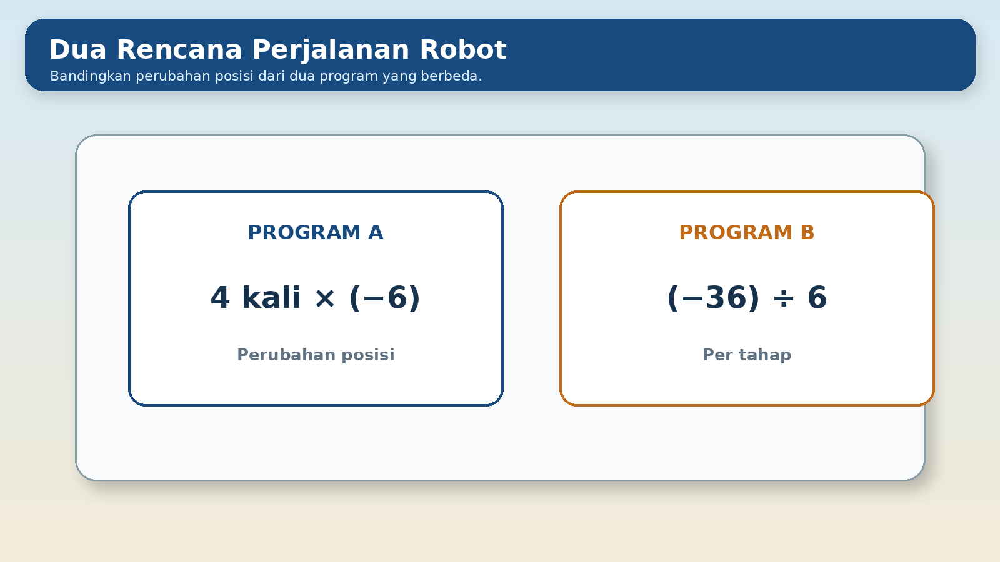 Dua Rencana Perjalanan Robot
Bandingkan perubahan posisi dari dua program yang berbeda.
PROGRAM A
4 kali × (−6)
Perubahan posisi
PROGRAM B
(−36) ÷ 6
Per tahap